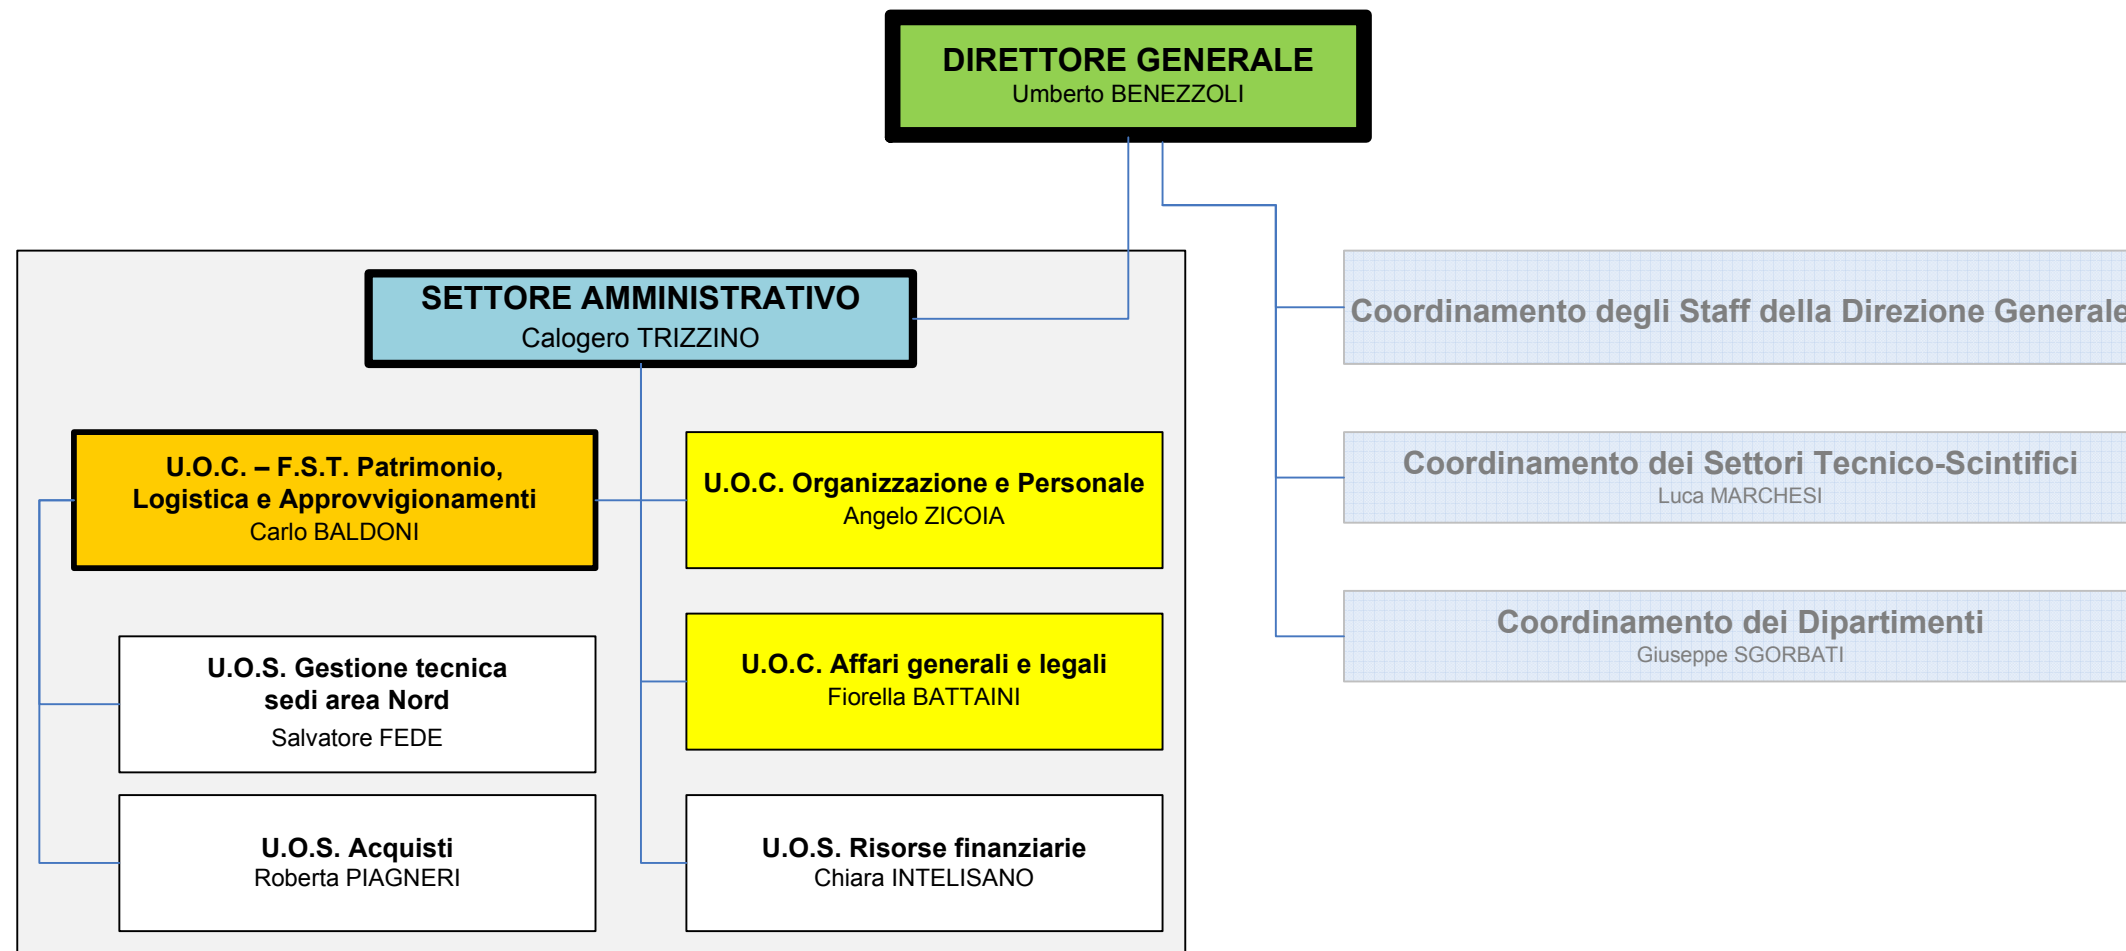 DIRETTORE GENERALE
Umberto BENEZZOLI
SETTORE AMMINISTRATIVO
Calogero TRIZZINO
Coordinamento degli Staff della Direzione Generale
U.O.C. – F.S.T. Patrimonio,
Logistica e Approvvigionamenti
Carlo BALDONI
U.O.C. Organizzazione e Personale
Angelo ZICOIA
Coordinamento dei Settori Tecnico-Scintifici
Luca MARCHESI
U.O.S. Gestione tecnica
sedi area Nord
Salvatore FEDE
U.O.C. Affari generali e legali
Fiorella BATTAINI
Coordinamento dei Dipartimenti
Giuseppe SGORBATI
U.O.S. Acquisti
Roberta PIAGNERI
U.O.S. Risorse finanziarie
Chiara INTELISANO